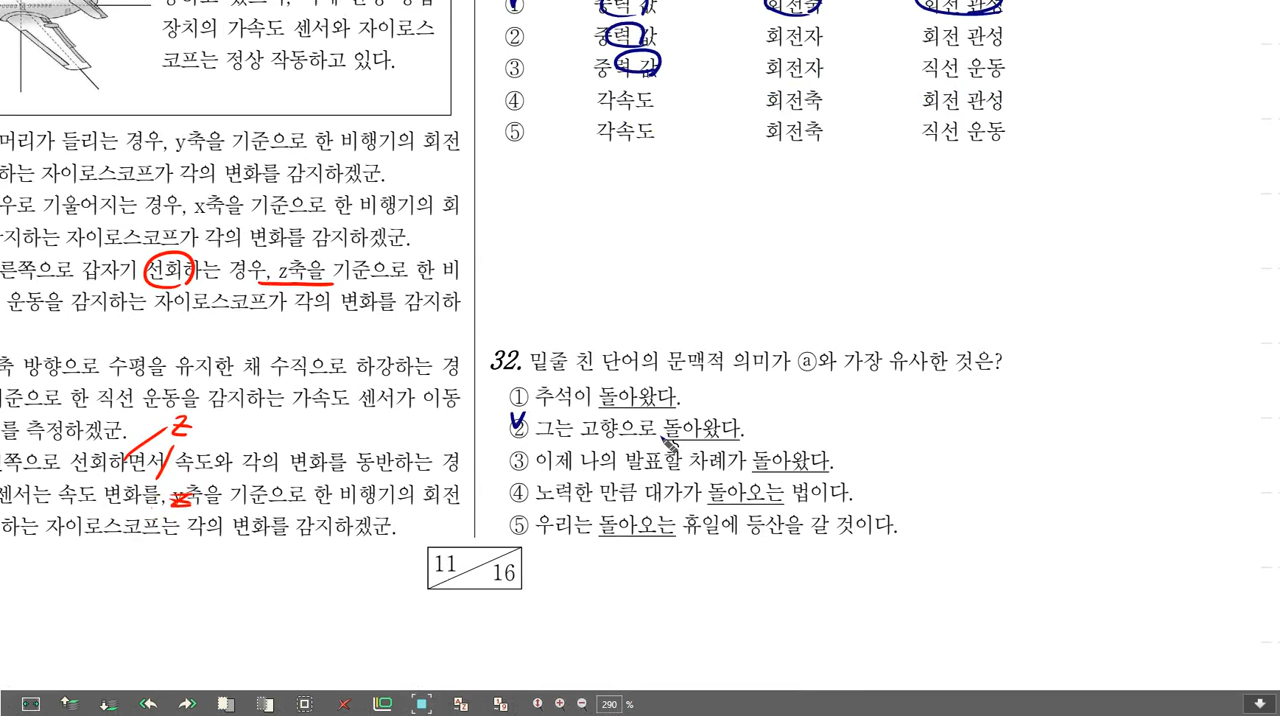 장치의 가속도 센서와 자이로스
코프는 정상 작동하고 있다.
머리가 들리는 경우, y축을 기준으로 한 비행기의 회전
하는 자이로스코프가 각의 변화를 감지하겠군.
우로 기울어지는 경우, x축을 기준으로 한 비행기의 회
감지하는 자이로스코프가 각의 변화를 감지하겠군.
른쪽으로 갑자기 선회하는 경우, z축을 기준으로 한 비
운동을 감지하는 자이로스코프가 각의 변화를 감지하
축 방향으로 수평을 유지한 채 수직으로 하강하는 경
기준으로 한 직선 운동을 감지하는 가속도 센서가 이동
를 측정하겠군.
z
쪽으로 선회하면서 속도와 각의 변화를 동반하는 경
센서는 속도 변화를, 축을 기준으로 한 비행기의 회전
하는 자이로스코프는 각의 변화를 감지하겠군.
① 중력 값 회전축 회전 관성
② 중력 값 회전자 회전 관성
③ 중력 값 회전자 직선 운동
④ 각속도 회전축 회전 관성
⑤ 각속도 회전축 직선 운동
32. 밑줄 친 단어의 문맥적 의미가 ⓐ와 가장 유사한 것은?
① 추석이 돌아왔다.
② 그는 고향으로 돌아왔다.
③ 이제 나의 발표할 차례가 돌아왔다.
④ 노력한 만큼 대가가 돌아오는 법이다.
⑤ 우리는 돌아오는 휴일에 등산을 갈 것이다.
11 16
290 %